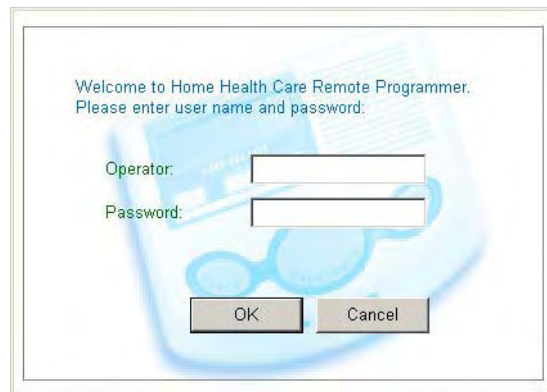 Welcome to Home Health Care Remote Programmer.
Please enter user name and password:
Operator:
Password:
OK
Cancel